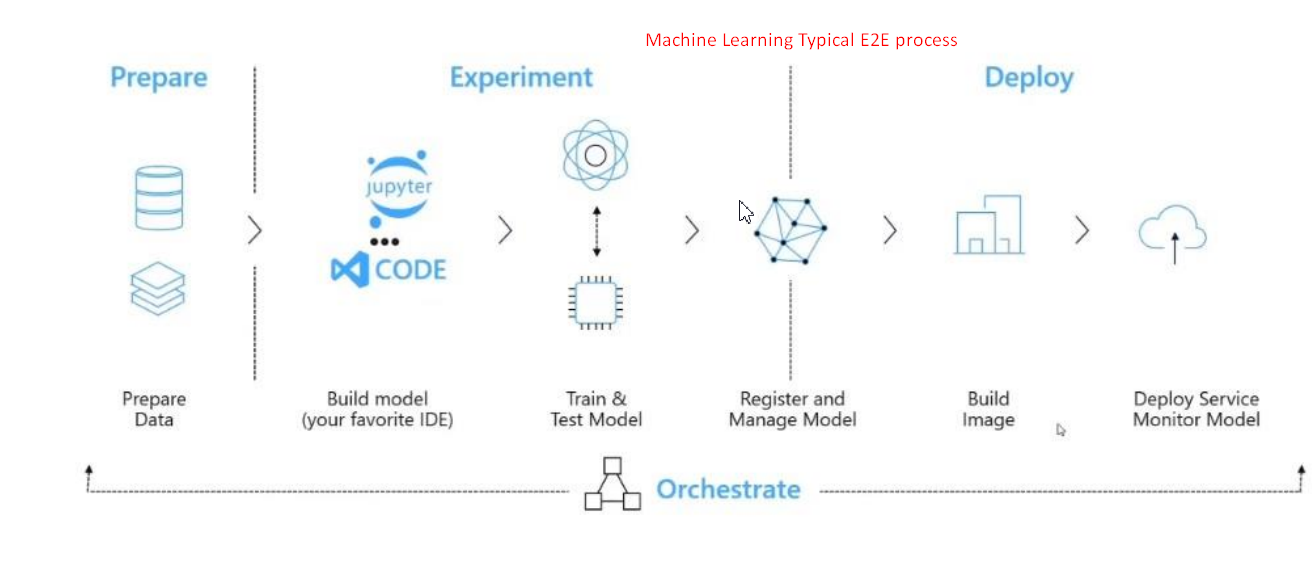 Machine Learning Typical E2E process
Prepare
Experiment
Deploy
jupyter
CODE
Prepare
Data
Build model
(your favorite IDE)
Train &
Test Model
Register and
Manage Model
Build
Image
Deploy Service
Monitor Model
Orchestrate